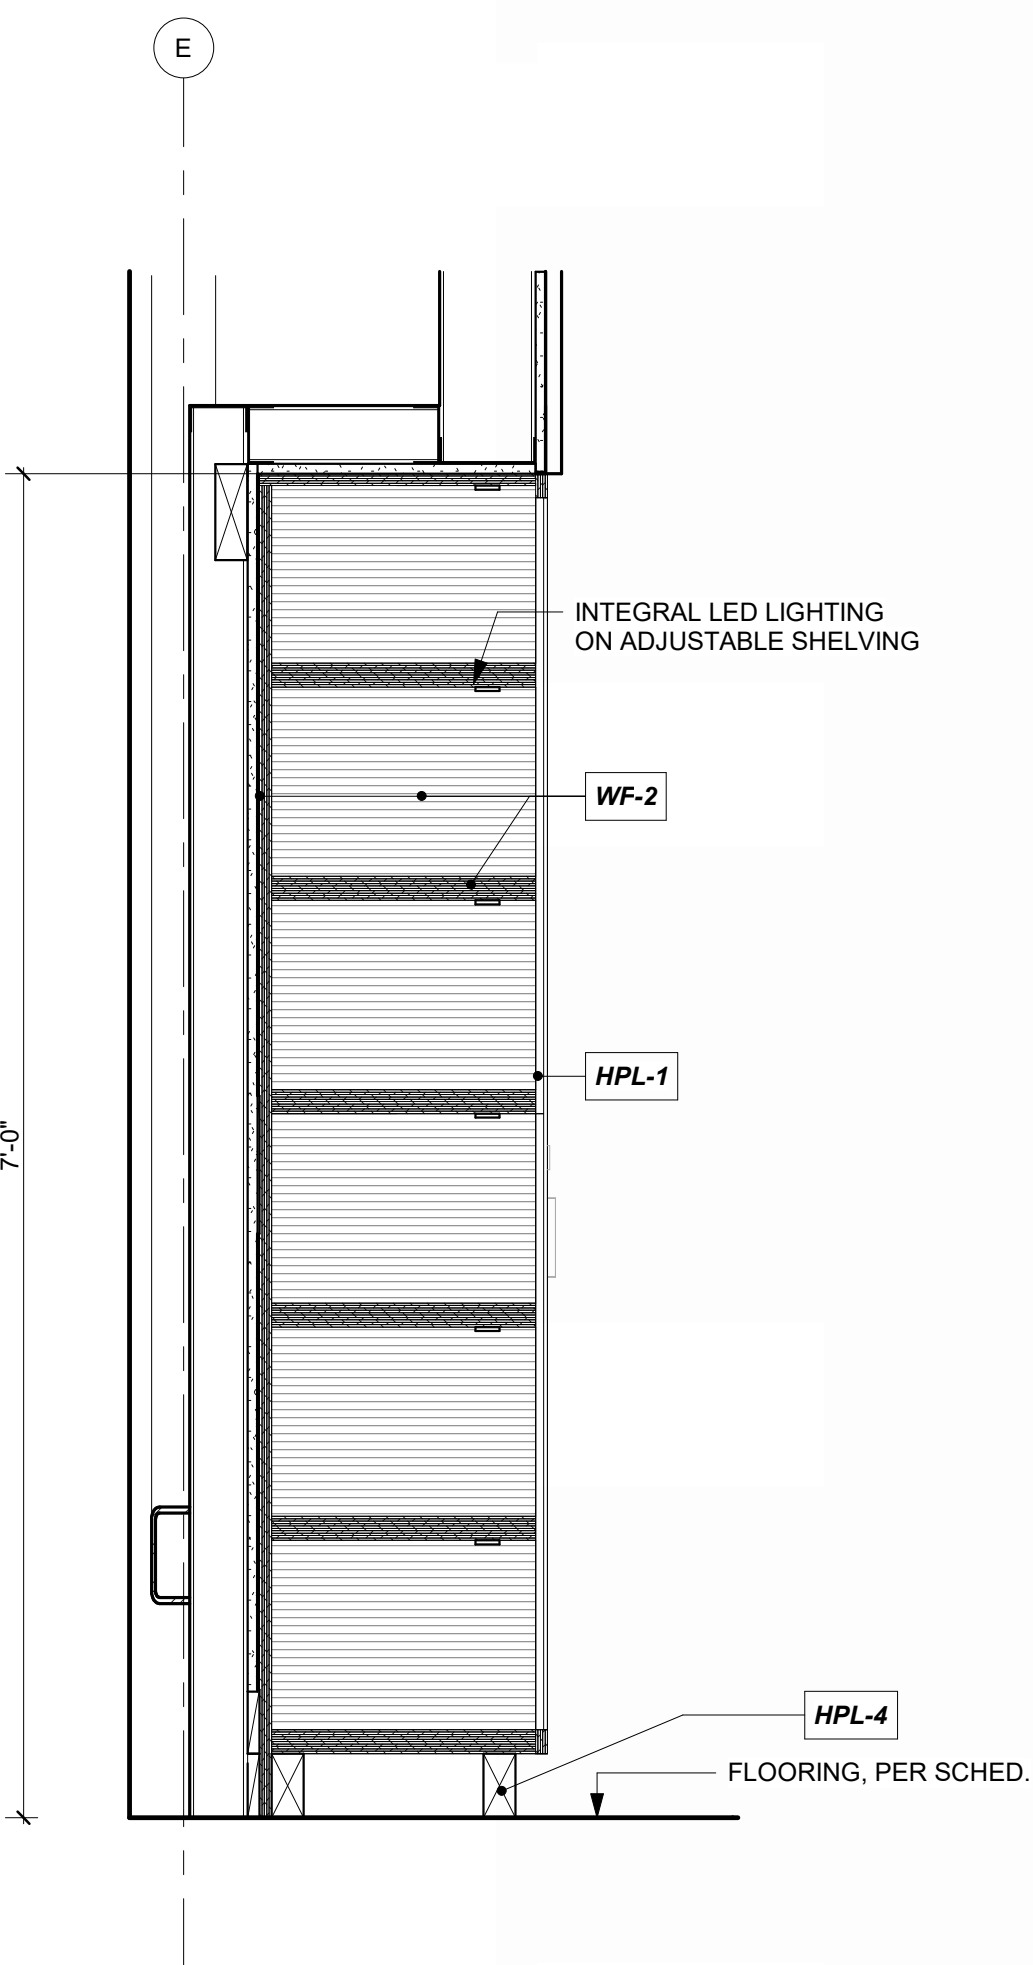 E
INTEGRAL LED LIGHTING
ON ADJUSTABLE SHELVING
WF-2
HPL-1
7'-0"
HPL-4
FLOORING, PER SCHED.